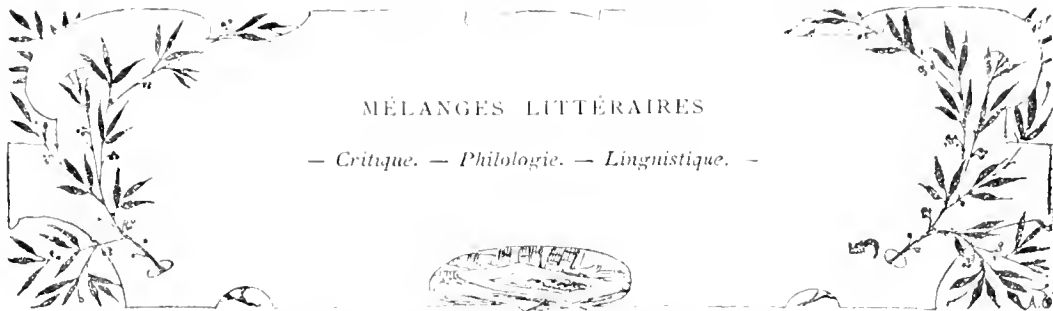 MÉLANGES LITTÉRAIRES
— Critique. — Philologie. — Linguistique. —